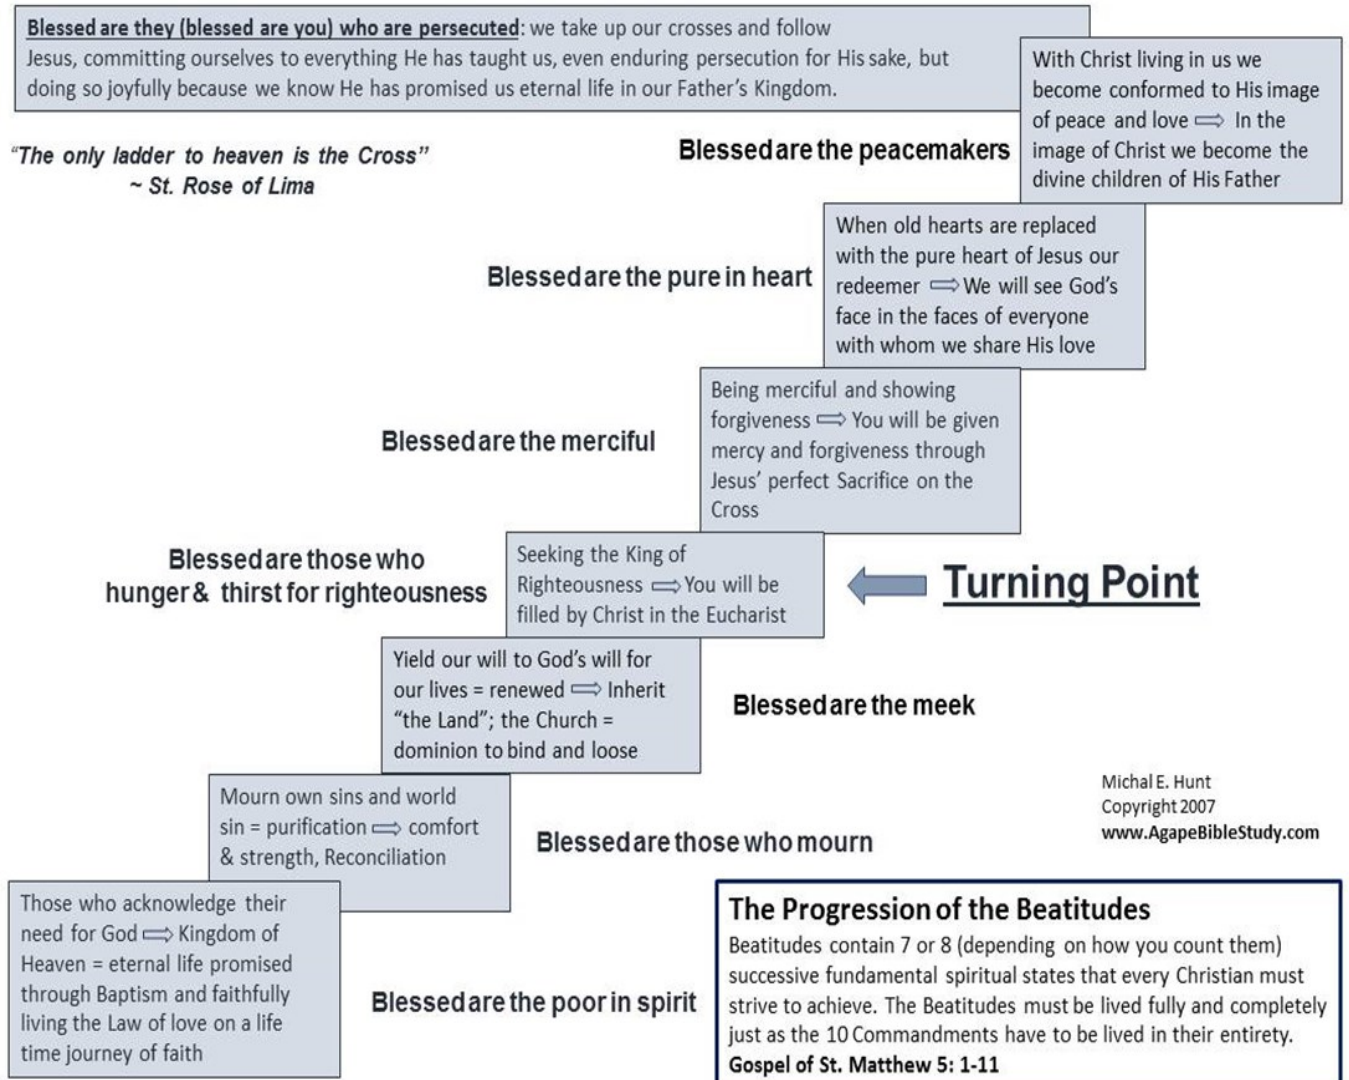 Blessed are they (blessed are you) who are persecuted: we take up our crosses and follow
Jesus, committing ourselves to everything He has taught us, even enduring persecution for His sake, but
doing so joyfully because we know He has promised us eternal life in our Father's Kingdom.
"The only ladder to heaven is the Cross"
~ St. Rose of Lima
Blessed are the peacemakers
With Christ living in us we
become conformed to His image
of peace and love ⇒ In the
image of Christ we become the
divine children of His Father
Blessed are the pure in heart
When old hearts are replaced
with the pure heart of Jesus our
redeemer ⇒ We will see God's
face in the faces of everyone
with whom we share His love
Blessed are the merciful
Being merciful and showing
forgiveness ⇒ You will be given
mercy and forgiveness through
Jesus' perfect Sacrifice on the
Cross
Blessed are those who
hunger & thirst for righteousness
Seeking the King of
Righteousness ⇒ You will be
filled by Christ in the Eucharist
Turning Point
Yield our will to God's will for
our lives = renewed ⇒ Inherit
"the Land"; the Church =
dominion to bind and loose
Blessed are the meek
Mourn own sins and world
sin = purification ⇒ comfort
& strength, Reconciliation
Blessed are those who mourn
Michal E. Hunt
Copyright 2007
www.AgapeBibleStudy.com
Those who acknowledge their
need for God ⇒ Kingdom of
Heaven = eternal life promised
through Baptism and faithfully
living the Law of love on a life
time journey of faith
Blessed are the poor in spirit
The Progression of the Beatitudes
Beatitudes contain 7 or 8 (depending on how you count them)
successive fundamental spiritual states that every Christian must
strive to achieve. The Beatitudes must be lived fully and completely
just as the 10 Commandments have to be lived in their entirety.
Gospel of St. Matthew 5: 1-11